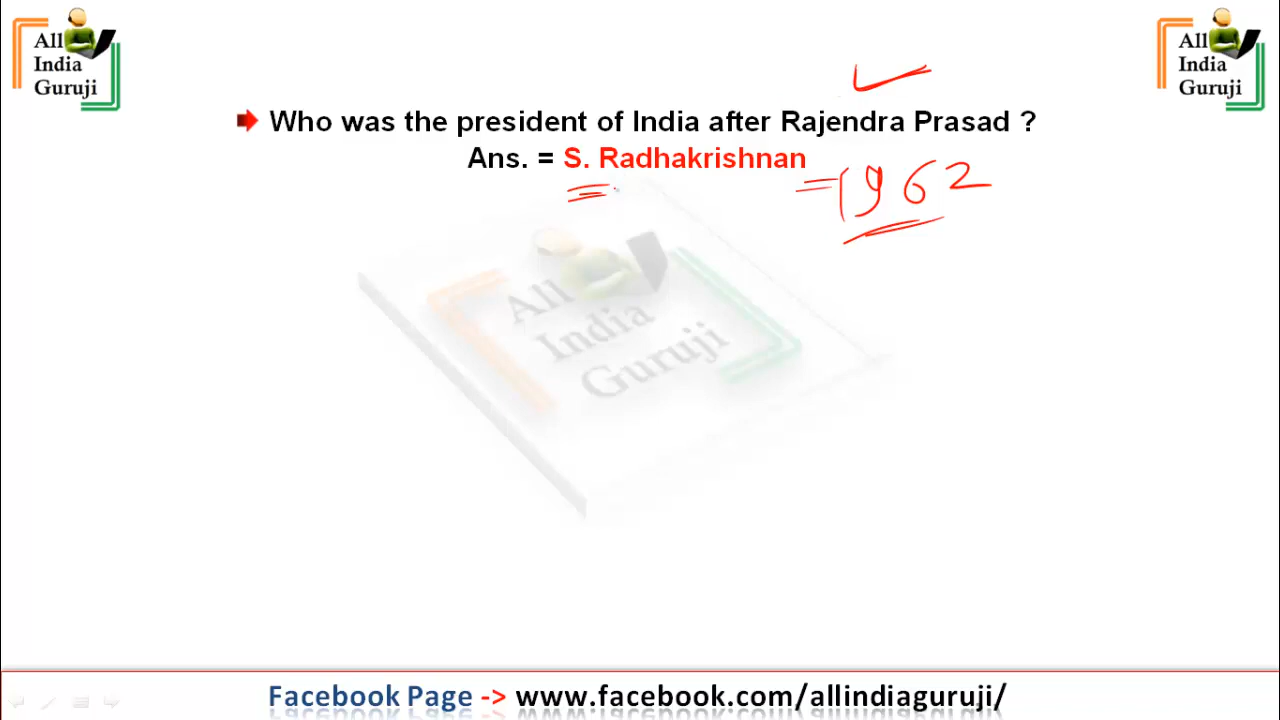 All
India
Guruji
All
India
Guruji
Who was the president of India after Rajendra Prasad ?
Ans. = S. Radhakrishnan
=1962
All
India
Guruji
Facebook Page -> www.facebook.com/allindiaguruji/